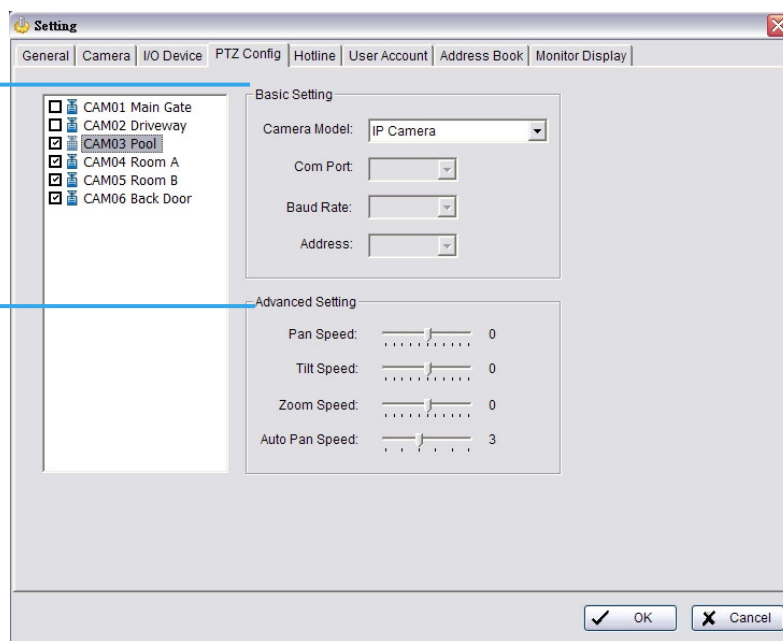 Setting
General Camera I/O Device PTZ Config Hotline User Account Address Book Monitor Display
CAM01 Main Gate
CAM02 Driveway
CAM03 Pool
CAM04 Room A
CAM05 Room B
CAM06 Back Door
Basic Setting
Camera Model: IP Camera
Com Port:
Baud Rate:
Address:
Advanced Setting
Pan Speed: 0
Tilt Speed: 0
Zoom Speed: 0
Auto Pan Speed: 3
OK Cancel